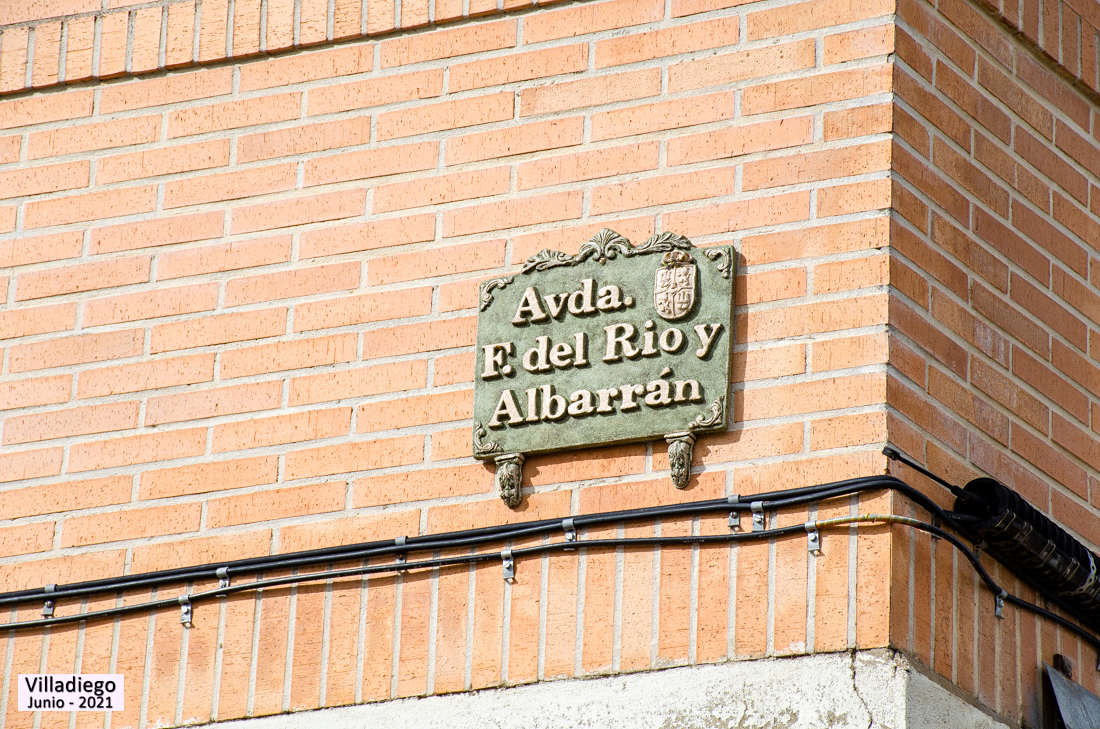 Avda.
F. del Rio y
Albarrán
Villadiego
Junio - 2021